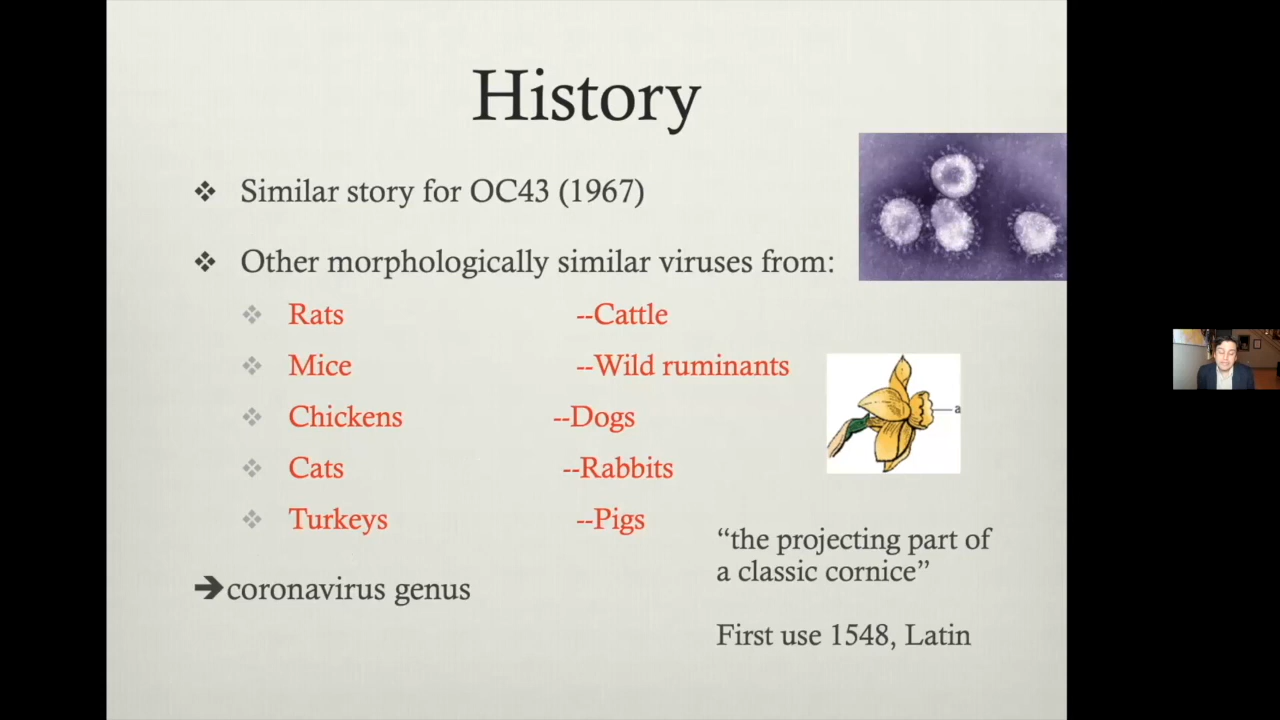 History
Similar story for OC43 (1967)
Other morphologically similar viruses from:
Rats --Cattle
Mice --Wild ruminants
Chickens --Dogs
Cats --Rabbits
Turkeys --Pigs
a
“the projecting part of
a classic cornice”
➔coronavirus genus
First use 1548, Latin